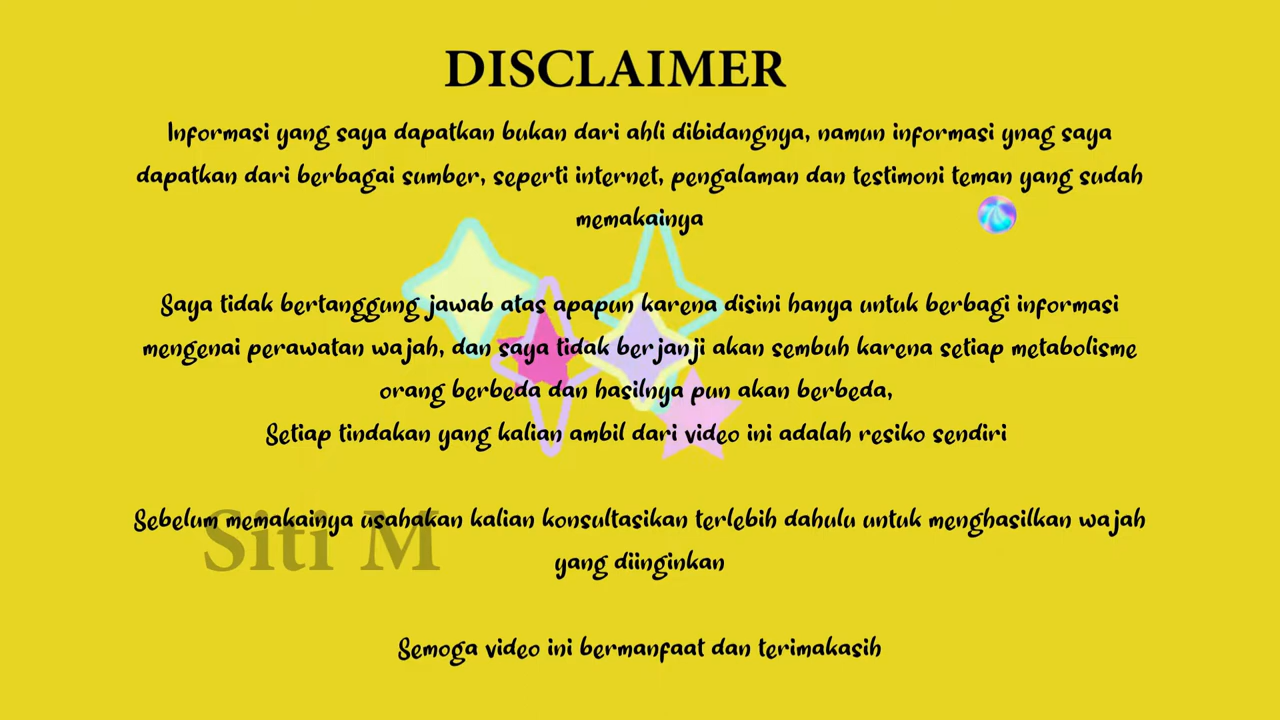 DISCLAIMER
Informasi yang saya dapatkan bukan dari ahli dibidangnya, namun informasi ynag saya
dapatkan dari berbagai sumber, seperti internet, pengalaman dan testimoni teman yang sudah
memakainya
Saya tidak bertanggung jawab atas apapun karena disini hanya untuk berbagi informasi
mengenai perawatan wajah, dan saya tidak berjanji akan sembuh karena setiap metabolisme
orang berbeda dan hasilnya pun akan berbeda,
Setiap tindakan yang kalian ambil dari video ini adalah resiko sendiri
Sebelum memakainya usahakan kalian konsultasikan terlebih dahulu untuk menghasilkan wajah
yang diinginkan
Siti M
Semoga video ini bermanfaat dan terimakasih